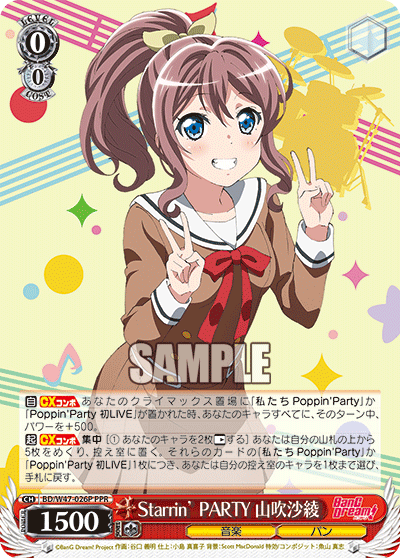 LEVEL
0
0
COST
SAMPLE
自 CXコンボ あなたのクライマックス置場に「私たち Poppin'Party」か
「Poppin'Party 初LIVE」が置かれた時、あなたのキャラすべてに、そのターン中、
パワーを+500。
起 CXコンボ 集中 [① あなたのキャラを2枚レストする] あなたは自分の山札の上から
5枚をめくり、控え室に置く。それらのカードの「私たち Poppin'Party」か
「Poppin'Party 初LIVE」1枚につき、あなたは自分の控え室のキャラを1枚まで選び、
手札に戻す。
CH BD/W47-026P PPR
1500
Starrin' PARTY 山吹沙綾
BanG Dream!
音楽
パン
©BanG Dream! Project